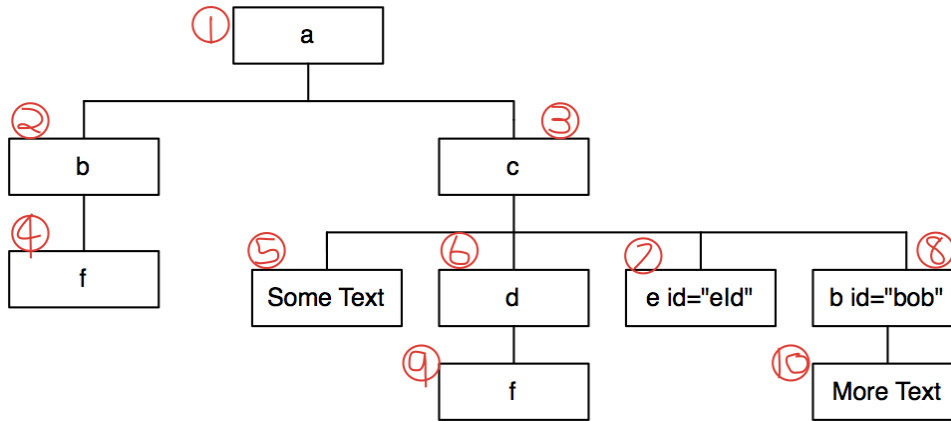 1 a
2 3
b c
4 5 6 7 8
f Some Text d e id="eId" b id="bob"
9 10
f More Text